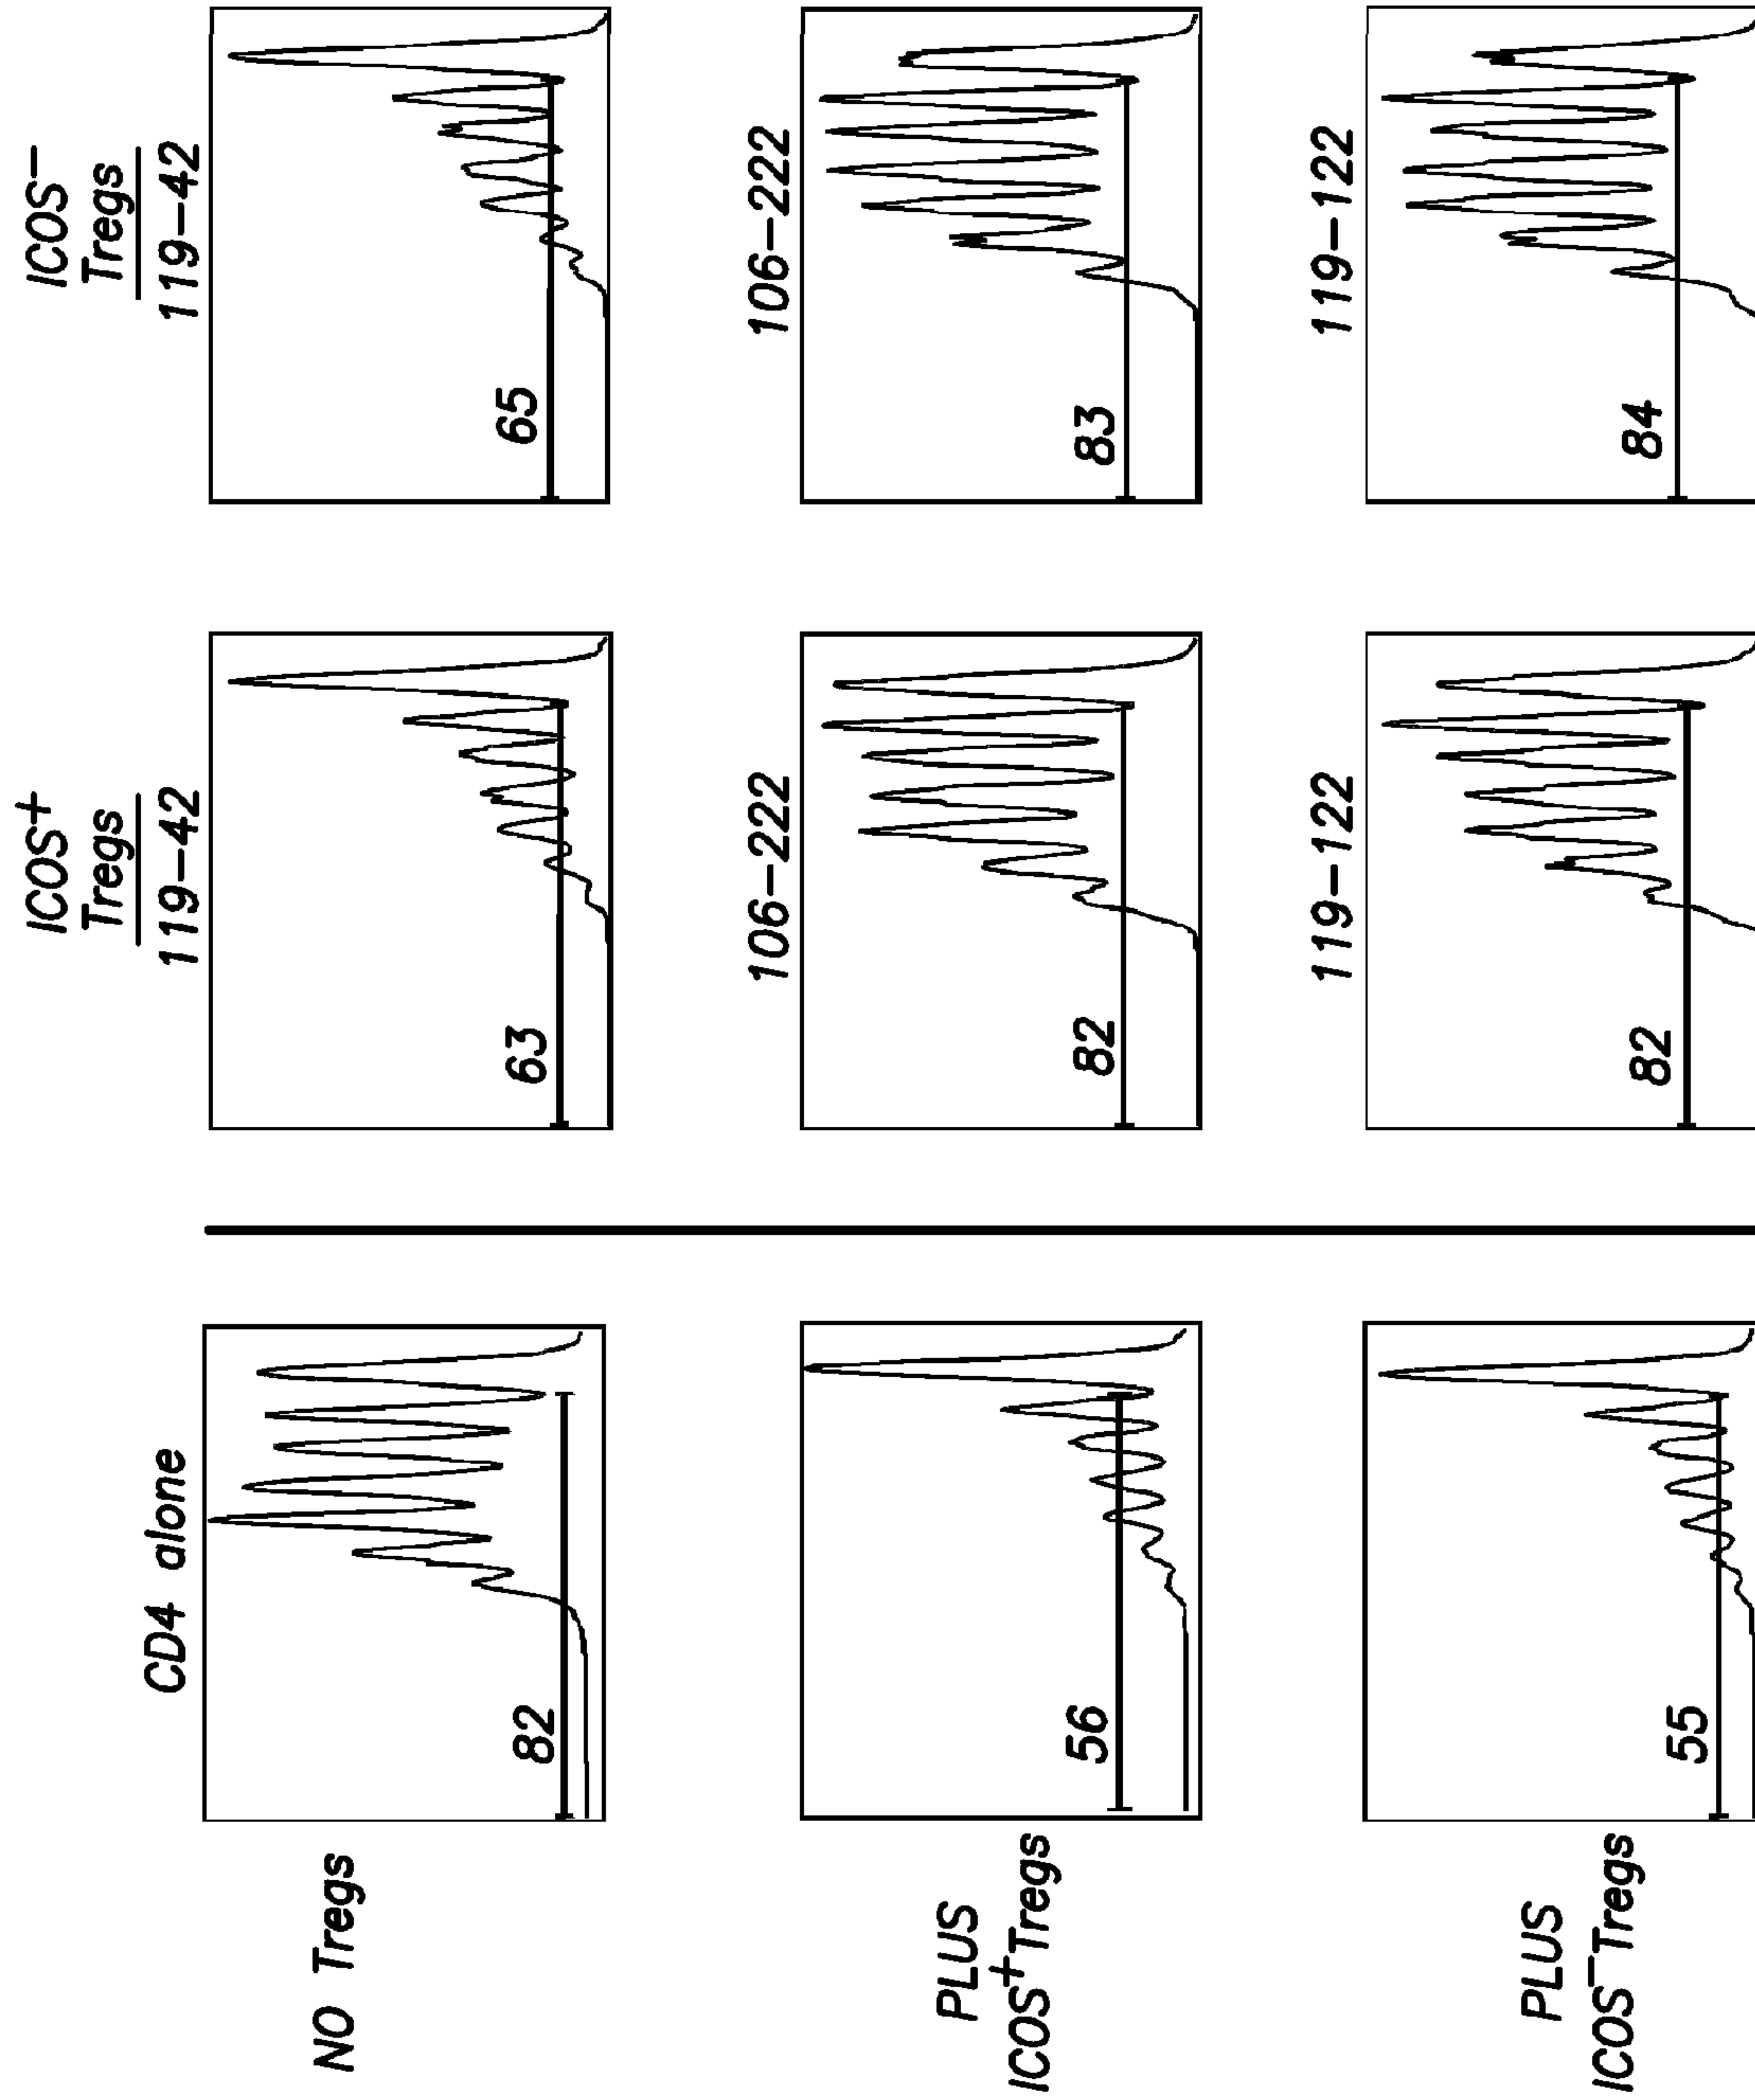 ICOS+
Tregs
ICOS−
Tregs
CD4 alone
119−42
119−42
NO Tregs
82
63
65
106−222
106−222
PLUS
ICOS+Tregs
56
82
83
119−122
119−122
PLUS
ICOS−Tregs
55
82
84